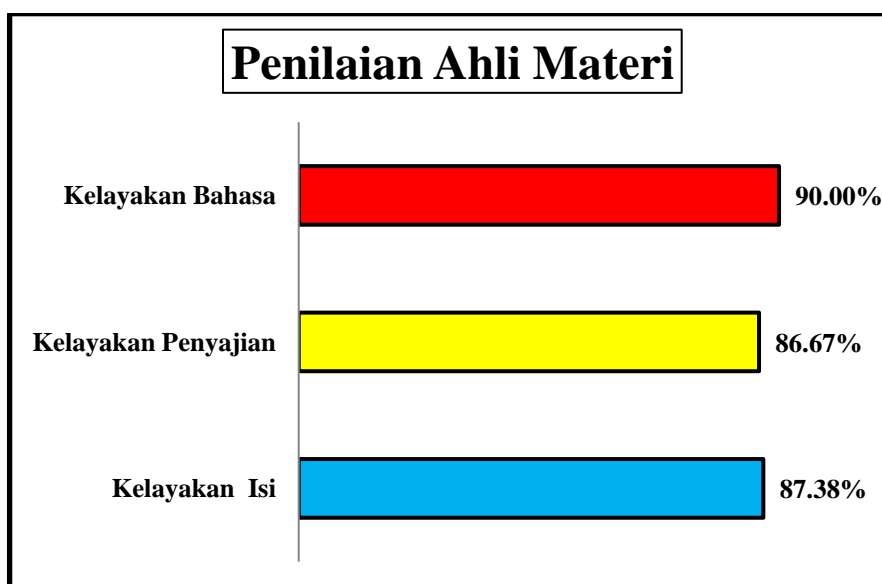 Penilaian Ahli Materi
Kelayakan Bahasa
90.00%
Kelayakan Penyajian
86.67%
Kelayakan Isi
87.38%